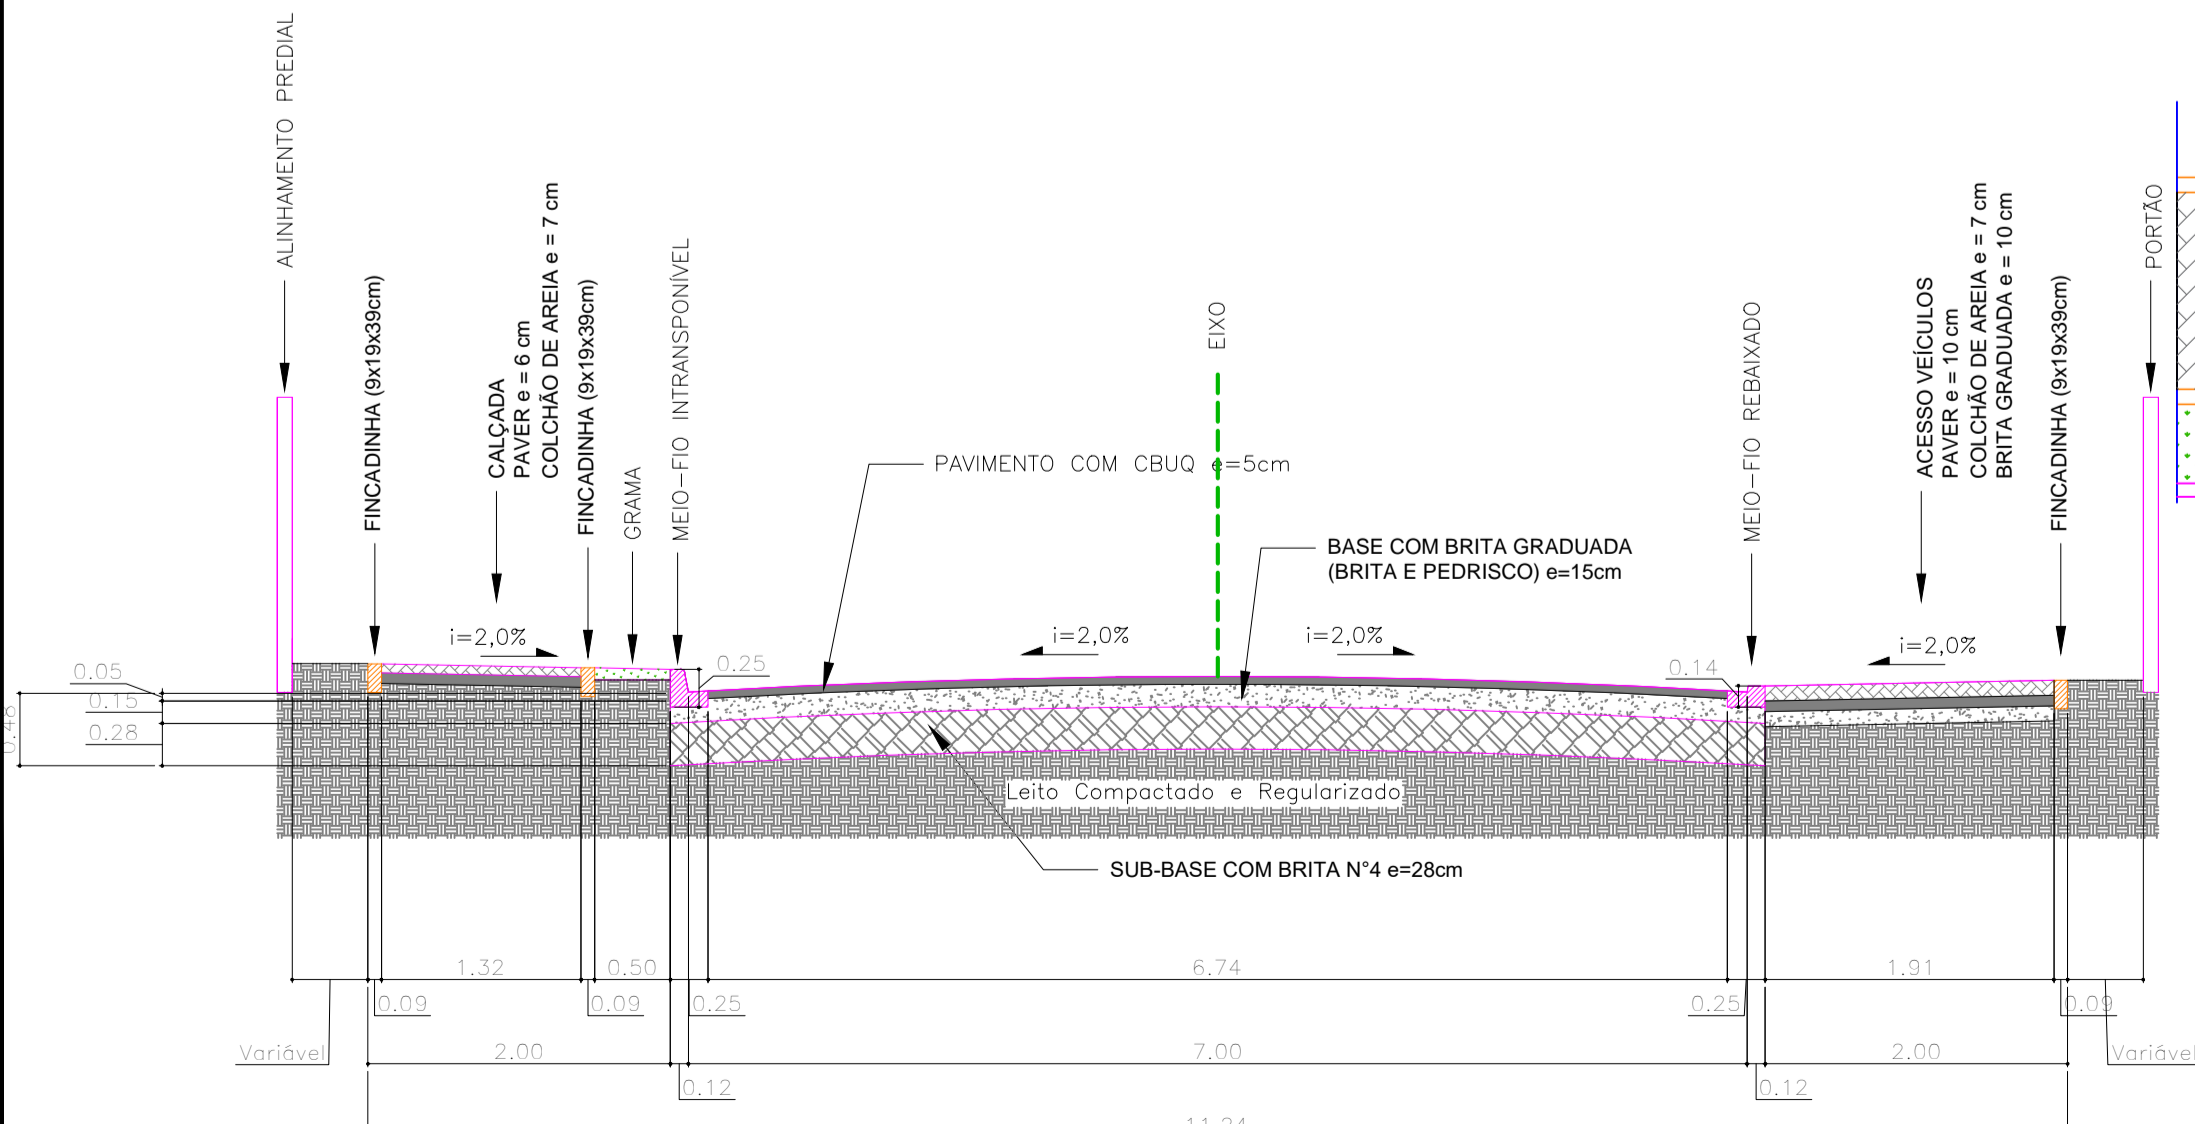 ALINHAMENTO PREDIAL
FINCADINHA (9x19x39cm)
CALÇADA
PAVER e = 6 cm
COLCHÃO DE AREIA e = 7 cm
FINCADINHA (9x19x39cm)
GRAMA
MEIO-FIO INTRANSPONÍVEL
EIXO
MEIO-FIO REBAIXADO
ACESSO VEÍCULOS
PAVER e = 10 cm
COLCHÃO DE AREIA e = 7 cm
BRITA GRADUADA e = 10 cm
FINCADINHA (9x19x39cm)
PORTÃO
PAVIMENTO COM CBUQ e=5cm
BASE COM BRITA GRADUADA
(BRITA E PEDRISCO) e=15cm
i=2,0%
i=2,0%
i=2,0%
i=2,0%
0.05
0.15
0.28
0.48
0.25
0.14
Leito Compactado e Regularizado
SUB-BASE COM BRITA N°4 e=28cm
1.32
0.50
6.74
1.91
0.09
0.09
0.25
0.25
0.09
Variável
2.00
7.00
2.00
Variável
0.12
0.12
11.24